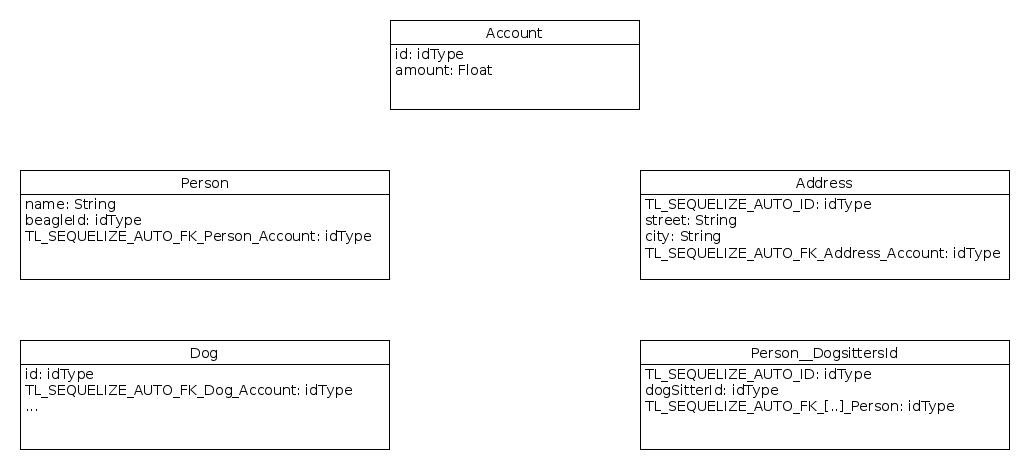 Account
id: idType
amount: Float
Person
name: String
beagleId: idType
TL_SEQUELIZE_AUTO_FK_Person_Account: idType
Address
TL_SEQUELIZE_AUTO_ID: idType
street: String
city: String
TL_SEQUELIZE_AUTO_FK_Address_Account: idType
Dog
id: idType
TL_SEQUELIZE_AUTO_FK_Dog_Account: idType
...
Person__DogsittersId
TL_SEQUELIZE_AUTO_ID: idType
dogSitterId: idType
TL_SEQUELIZE_AUTO_FK_[..]_Person: idType